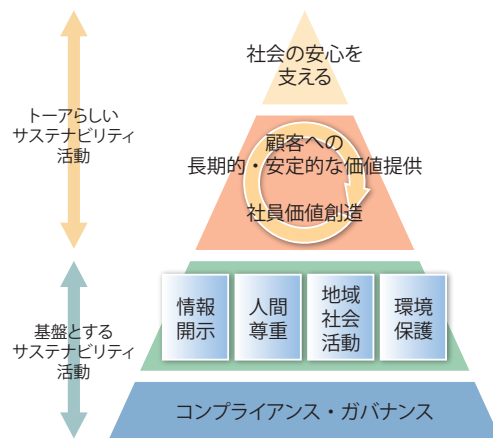 社会の安心を
支える
トーアらしい
サステナビリティ
活動
顧客への
長期的・安定的な価値提供
社員価値創造
基盤とする
サステナビリティ
活動
情報
開示
人間
尊重
地域
社会
活動
環境
保護
コンプライアンス・ガバナンス